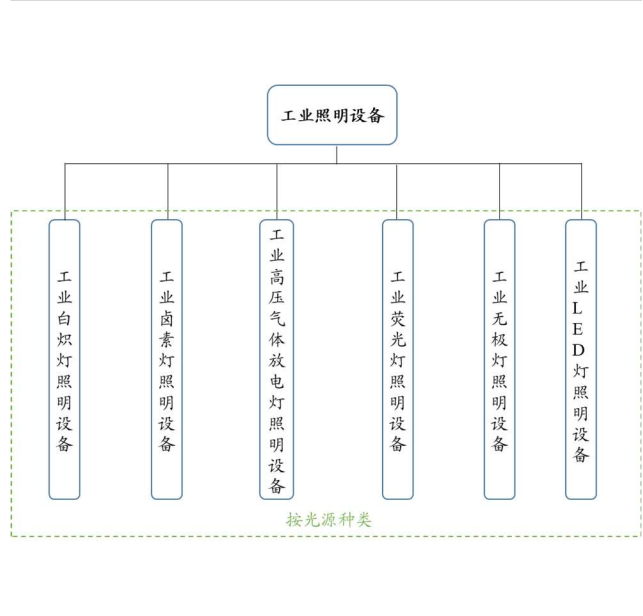 工业照明设备
工业白炽灯照明设备
工业卤素灯照明设备
工业高压气体放电灯照明设备
工业荧光灯照明设备
工业无极灯照明设备
工业LED灯照明设备
按光源种类